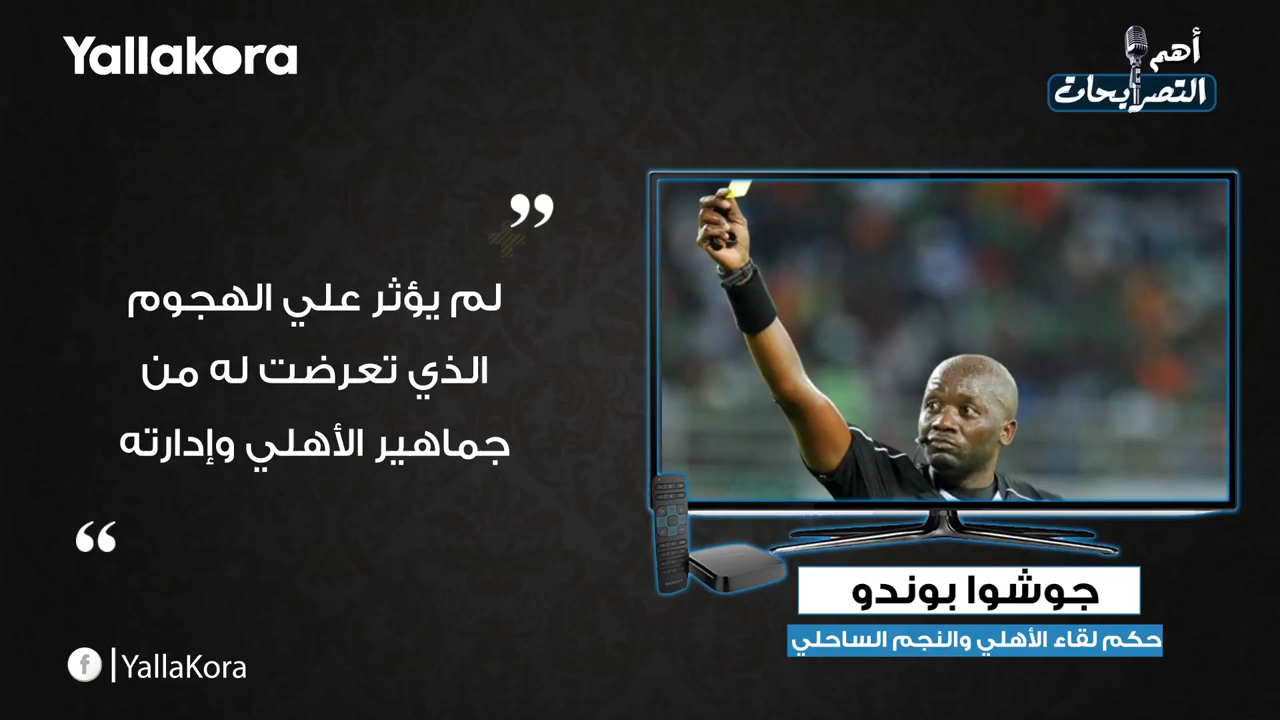 Yallakora
أهم
التصريحات
”
لم يؤثر علي الهجوم
الذي تعرضت له من
جماهير الأهلي وإدارته
“
جوشوا بوندو
حكم لقاء الأهلي والنجم الساحلي
f | YallaKora